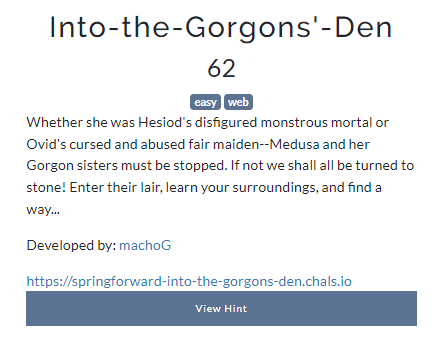 Into-the-Gorgons'-Den
62
easy web
Whether she was Hesiod's disfigured monstrous mortal or
Ovid's cursed and abused fair maiden--Medusa and her
Gorgon sisters must be stopped. If not we shall all be turned to
stone! Enter their lair, learn your surroundings, and find a
way...
Developed by: machoG
https://springforward-into-the-gorgons-den.chals.io
View Hint